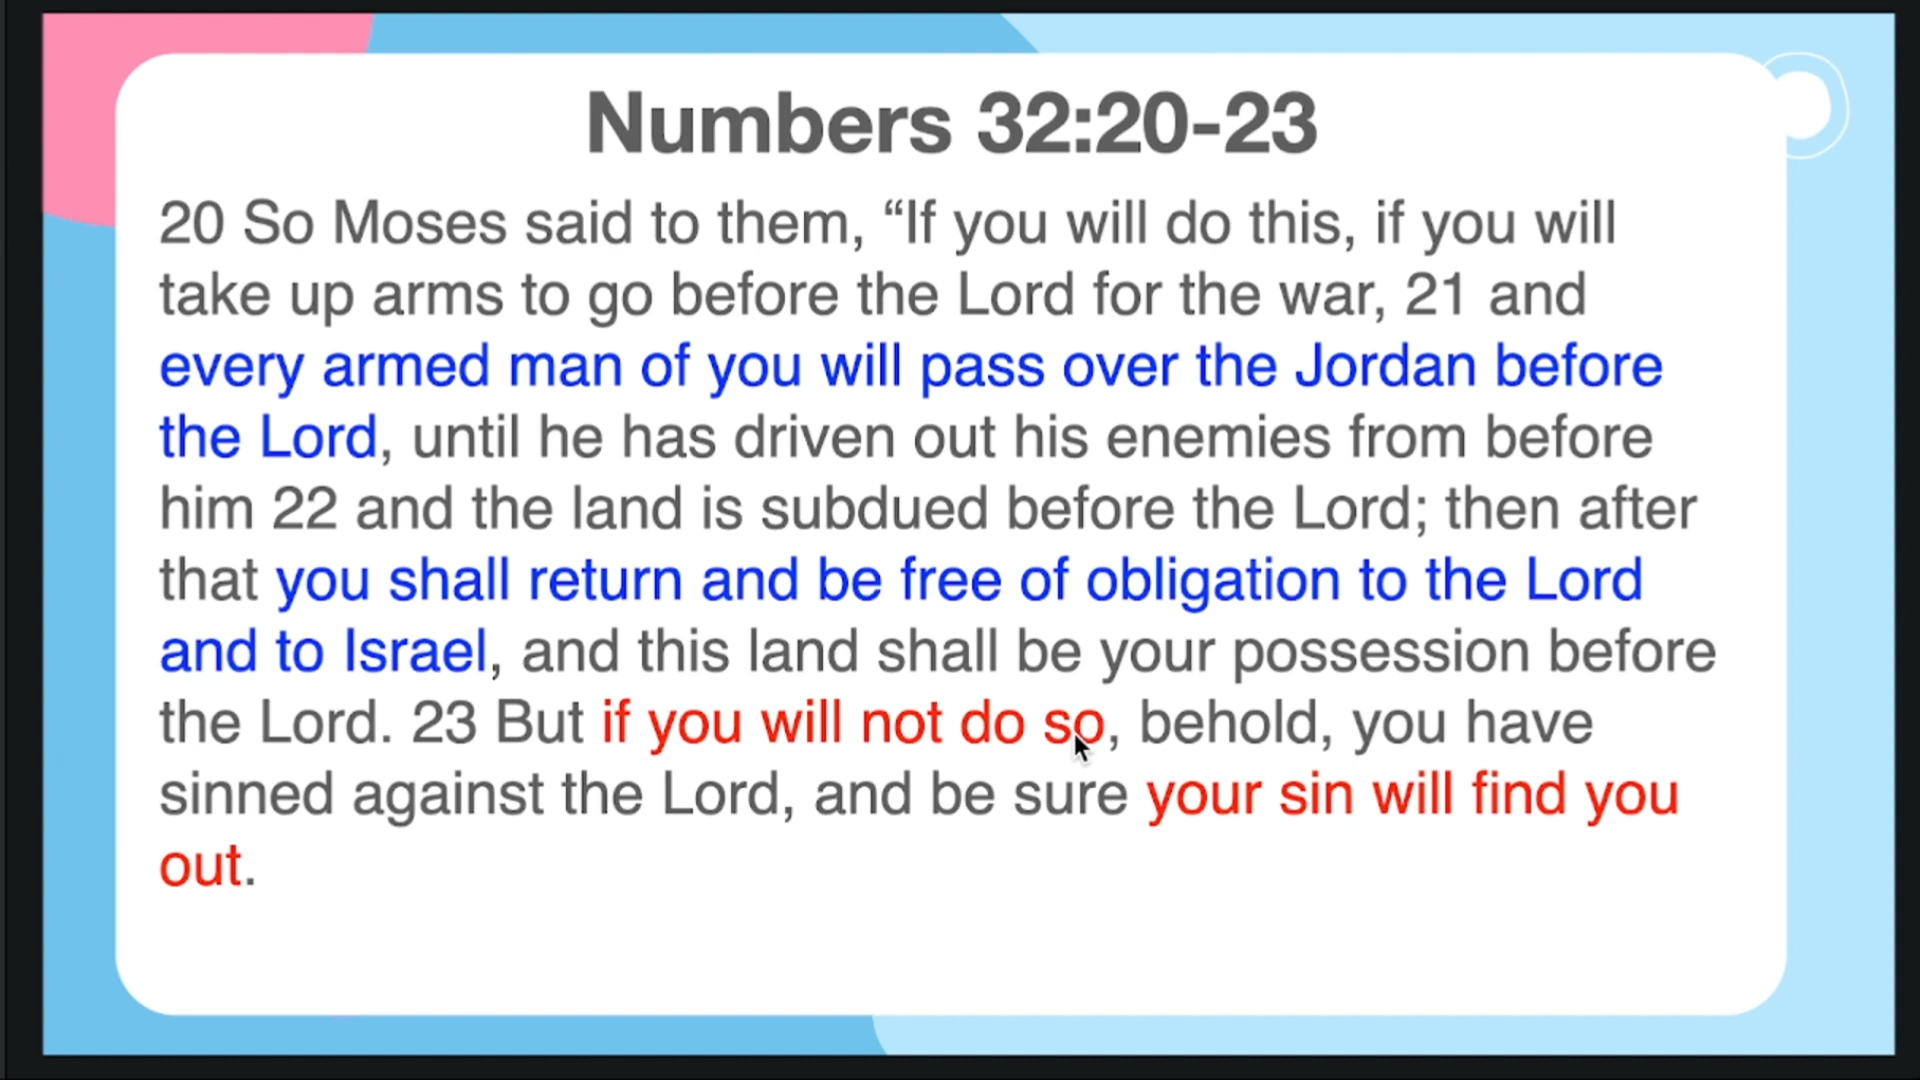 Numbers 32:20-23
20 So Moses said to them, “If you will do this, if you will
take up arms to go before the Lord for the war, 21 and
every armed man of you will pass over the Jordan before
the Lord, until he has driven out his enemies from before
him 22 and the land is subdued before the Lord; then after
that you shall return and be free of obligation to the Lord
and to Israel, and this land shall be your possession before
the Lord. 23 But if you will not do so, behold, you have
sinned against the Lord, and be sure your sin will find you
out.